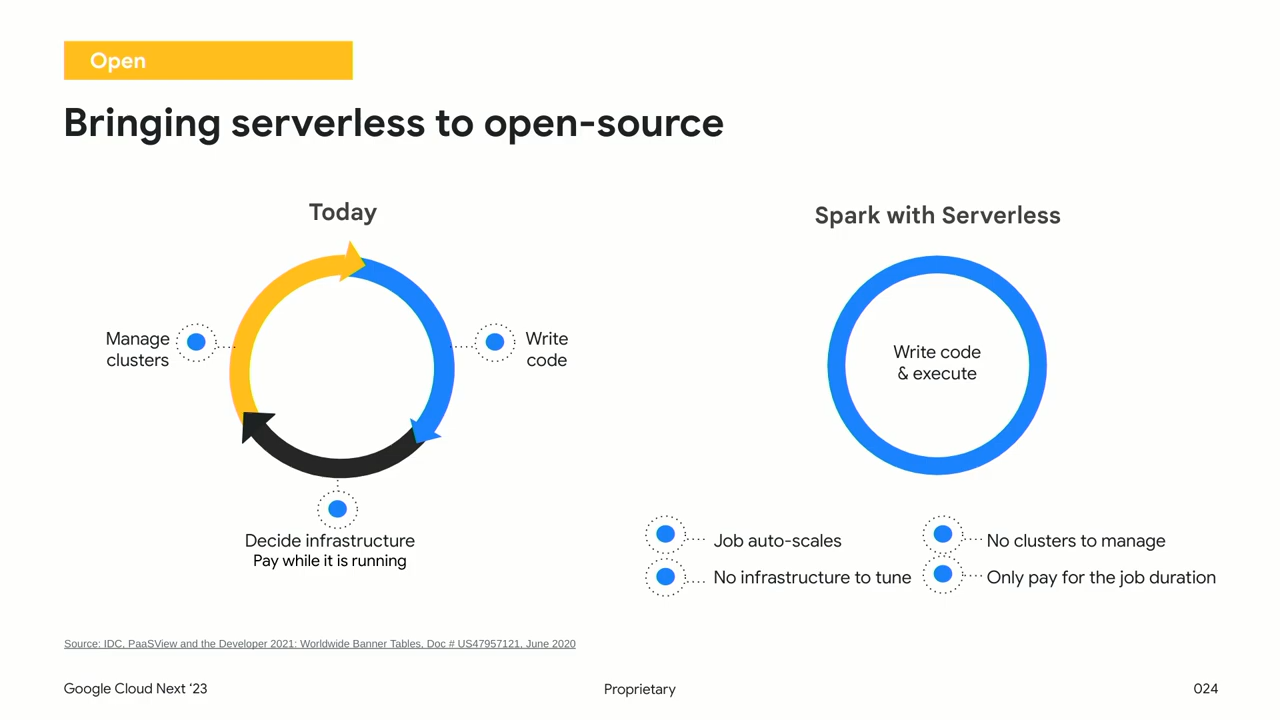 Open
Bringing serverless to open-source
Today
Manage
clusters
Write
code
Decide infrastructure
Pay while it is running
Spark with Serverless
Write code
& execute
Job auto-scales
No clusters to manage
No infrastructure to tune
Only pay for the job duration
Source: IDC, PaaSView and the Developer 2021: Worldwide Banner Tables, Doc # US47957121, June 2020
Google Cloud Next ‘23
Proprietary
024